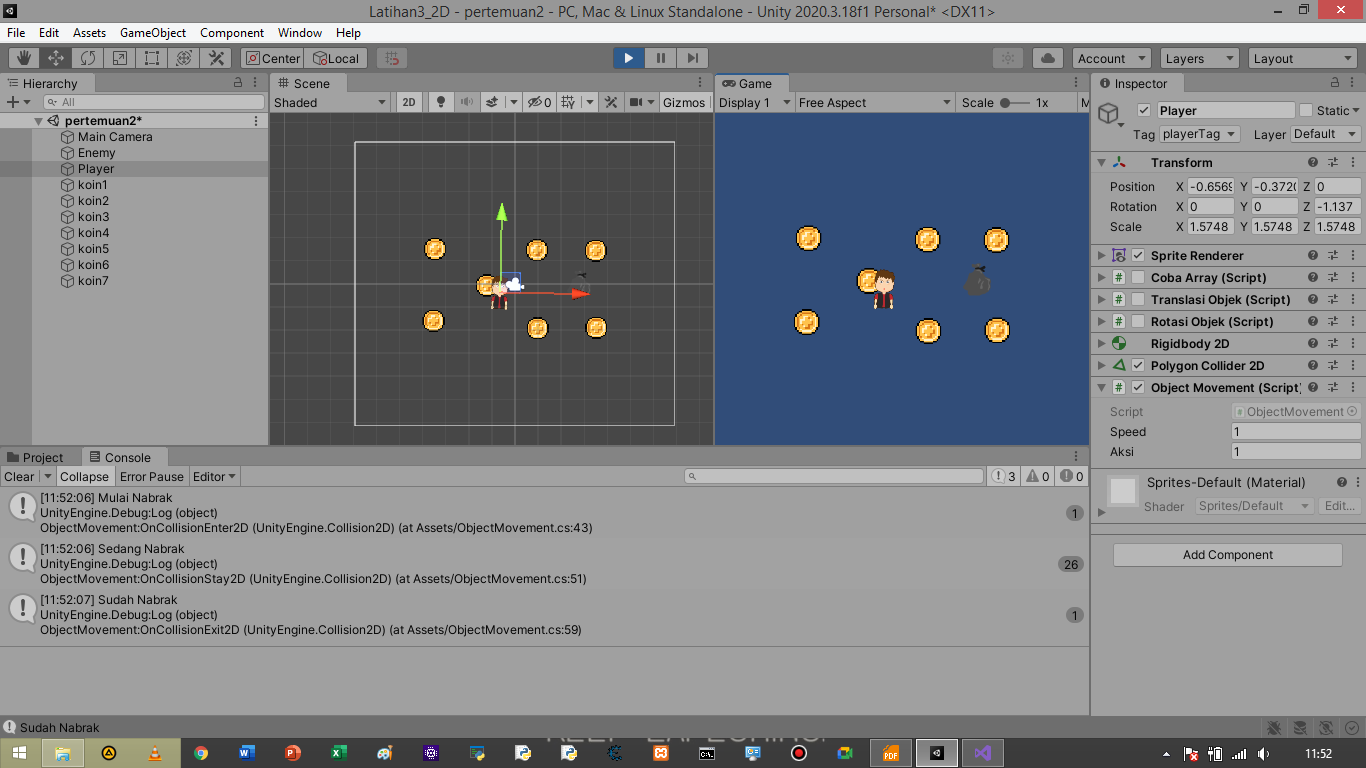 Latihan3_2D - pertemuan2 - PC, Mac & Linux Standalone - Unity 2020.3.18f1 Personal* <DX11>
File Edit Assets GameObject Component Window Help
Center Local Account Layers Layout
Hierarchy
All
pertemuan2*
Main Camera
Enemy
Player
koin1
koin2
koin3
koin4
koin5
koin6
koin7
Scene
Shaded 2D 0 Gizmos
Game
Display 1 Free Aspect Scale 1x M
Inspector
Player Static
Tag playerTag Layer Default
Transform
Position X -0.6569 Y -0.3720 Z 0
Rotation X 0 Y 0 Z -1.137
Scale X 1.5748 Y 1.5748 Z 1.5748
Sprite Renderer
# Coba Array (Script)
# Translasi Objek (Script)
# Rotasi Objek (Script)
Rigidbody 2D
Polygon Collider 2D
# Object Movement (Script)
Script # ObjectMovement
Speed 1
Aksi 1
Sprites-Default (Material)
Shader Sprites/Default Edit...
Add Component
Project Console
Clear Collapse Error Pause Editor 3 0 0
[11:52:06] Mulai Nabrak
UnityEngine.Debug:Log (object)
ObjectMovement:OnCollisionEnter2D (UnityEngine.Collision2D) (at Assets/ObjectMovement.cs:43)
1
[11:52:06] Sedang Nabrak
UnityEngine.Debug:Log (object)
ObjectMovement:OnCollisionStay2D (UnityEngine.Collision2D) (at Assets/ObjectMovement.cs:51)
26
[11:52:07] Sudah Nabrak
UnityEngine.Debug:Log (object)
ObjectMovement:OnCollisionExit2D (UnityEngine.Collision2D) (at Assets/ObjectMovement.cs:59)
1
Sudah Nabrak
11:52